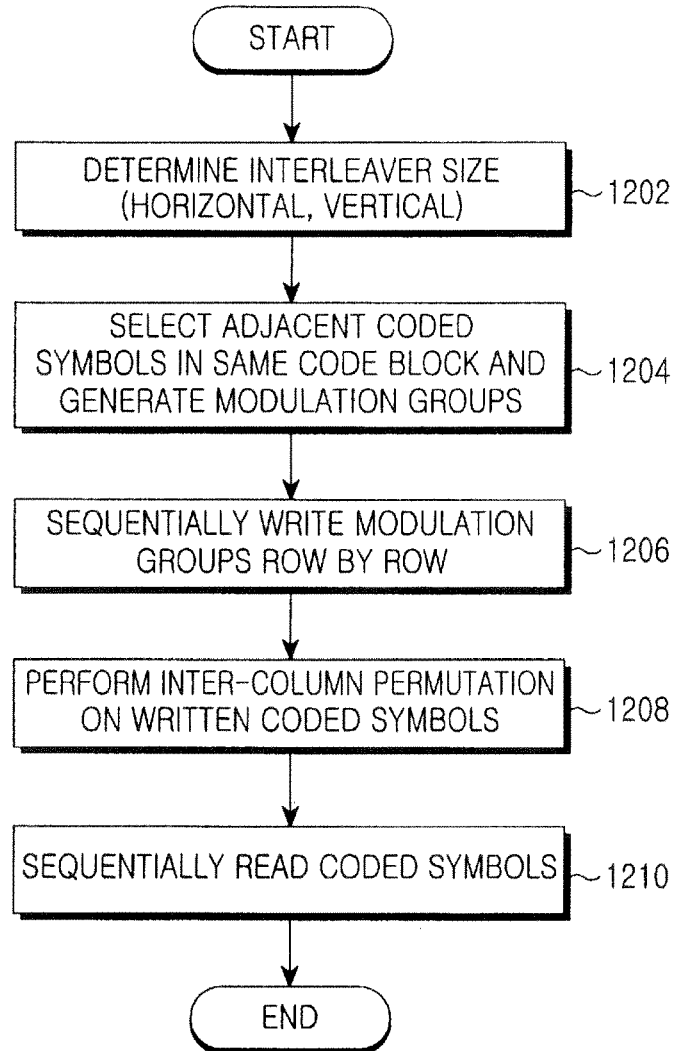 START
DETERMINE INTERLEAVER SIZE
(HORIZONTAL, VERTICAL)
1202
SELECT ADJACENT CODED
SYMBOLS IN SAME CODE BLOCK AND
GENERATE MODULATION GROUPS
1204
SEQUENTIALLY WRITE MODULATION
GROUPS ROW BY ROW
1206
PERFORM INTER-COLUMN PERMUTATION
ON WRITTEN CODED SYMBOLS
1208
SEQUENTIALLY READ CODED SYMBOLS
1210
END